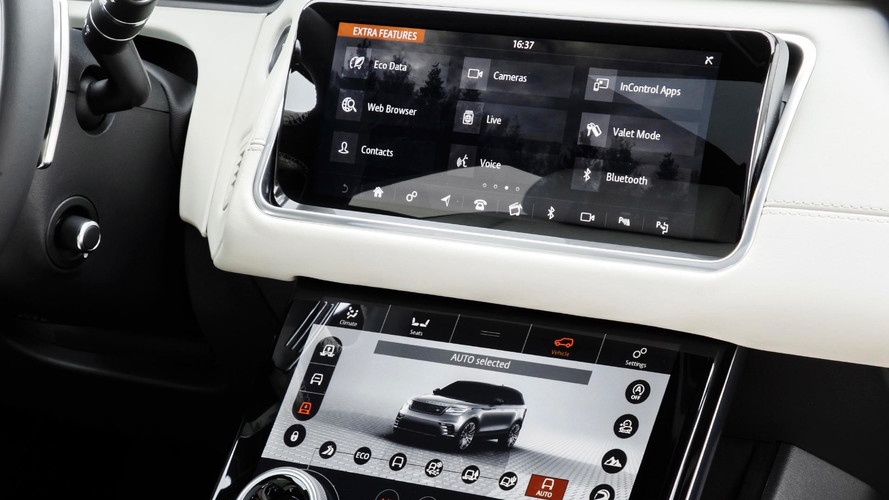 EXTRA FEATURES
16:37
Eco Data
Cameras
InControl Apps
Web Browser
Live
Valet Mode
Contacts
Voice
Bluetooth
Climate
Seats
Vehicle
Settings
AUTO selected
OFF
ECO
AUTO